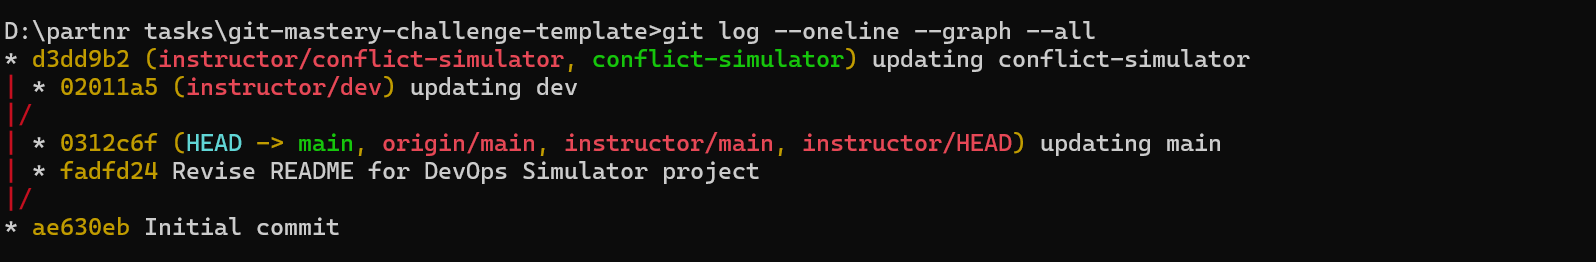 D:\partnr tasks\git-mastery-challenge-template>git log --oneline --graph --all
* d3dd9b2 (instructor/conflict-simulator, conflict-simulator) updating conflict-simulator
| * 02011a5 (instructor/dev) updating dev
|/
| * 0312c6f (HEAD -> main, origin/main, instructor/main, instructor/HEAD) updating main
| * fadfd24 Revise README for DevOps Simulator project
|/
* ae630eb Initial commit